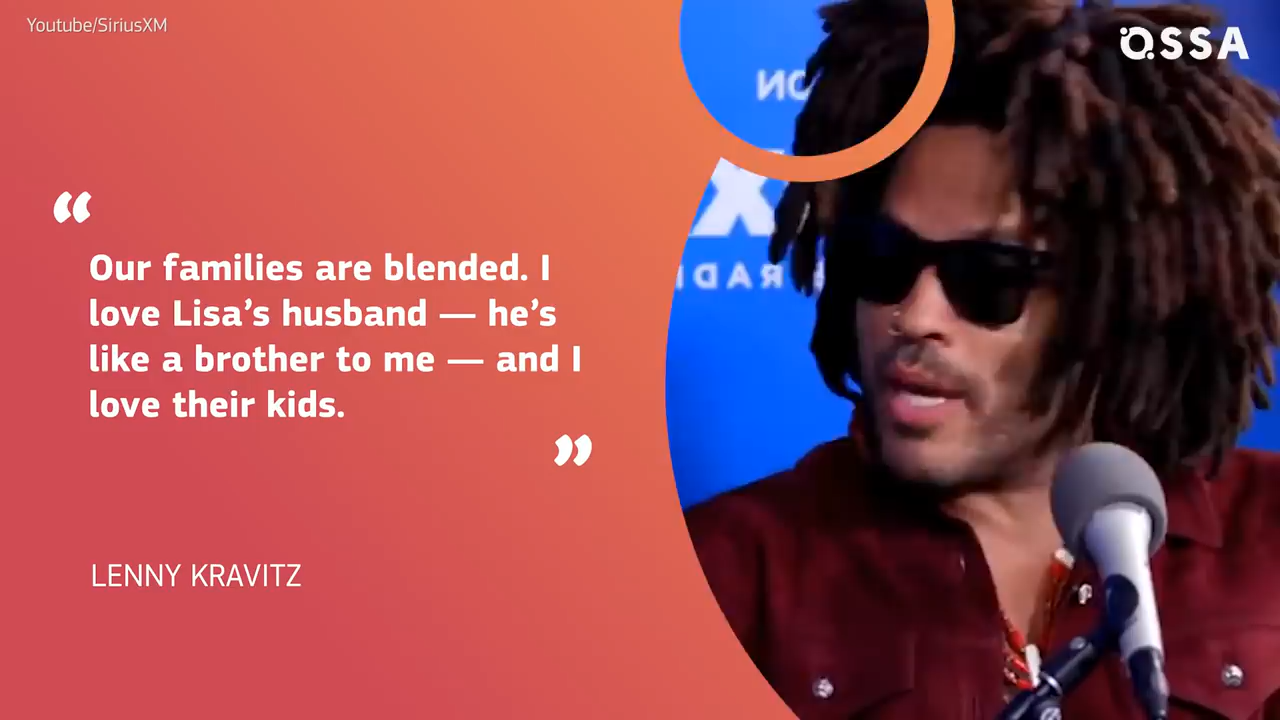 Youtube/SiriusXM
OSSA
“
Our families are blended. I
love Lisa’s husband — he’s
like a brother to me — and I
love their kids.
”
LENNY KRAVITZ